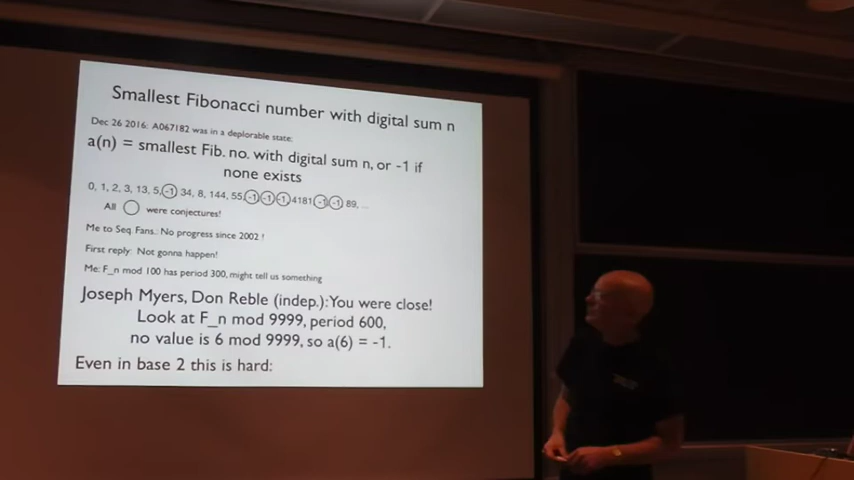 Smallest Fibonacci number with digital sum n
Dec 26 2016: A067182 was in a deplorable state:
a(n) = smallest Fib. no. with digital sum n, or -1 if
none exists
0, 1, 2, 3, 13, 5, -1 34, 8, 144, 55, -1 -1 -1 4181 -1 -1 89, ...
All ◯ were conjectures!
Me to Seq Fans.: No progress since 2002 !
First reply: Not gonna happen!
Me: F_n mod 100 has period 300, might tell us something
Joseph Myers, Don Reble (indep.): You were close!
Look at F_n mod 9999, period 600,
no value is 6 mod 9999, so a(6) = -1.
Even in base 2 this is hard: